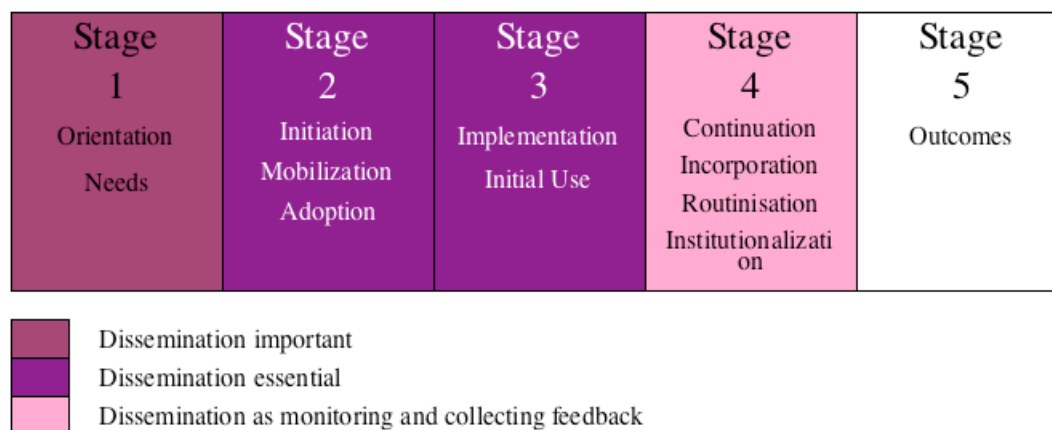 Stage
1
Orientation
Needs
Stage
2
Initiation
Mobilization
Adoption
Stage
3
Implementation
Initial Use
Stage
4
Continuation
Incorporation
Routinisation
Institutionalizati
on
Stage
5
Outcomes
Dissemination important
Dissemination essential
Dissemination as monitoring and collecting feedback